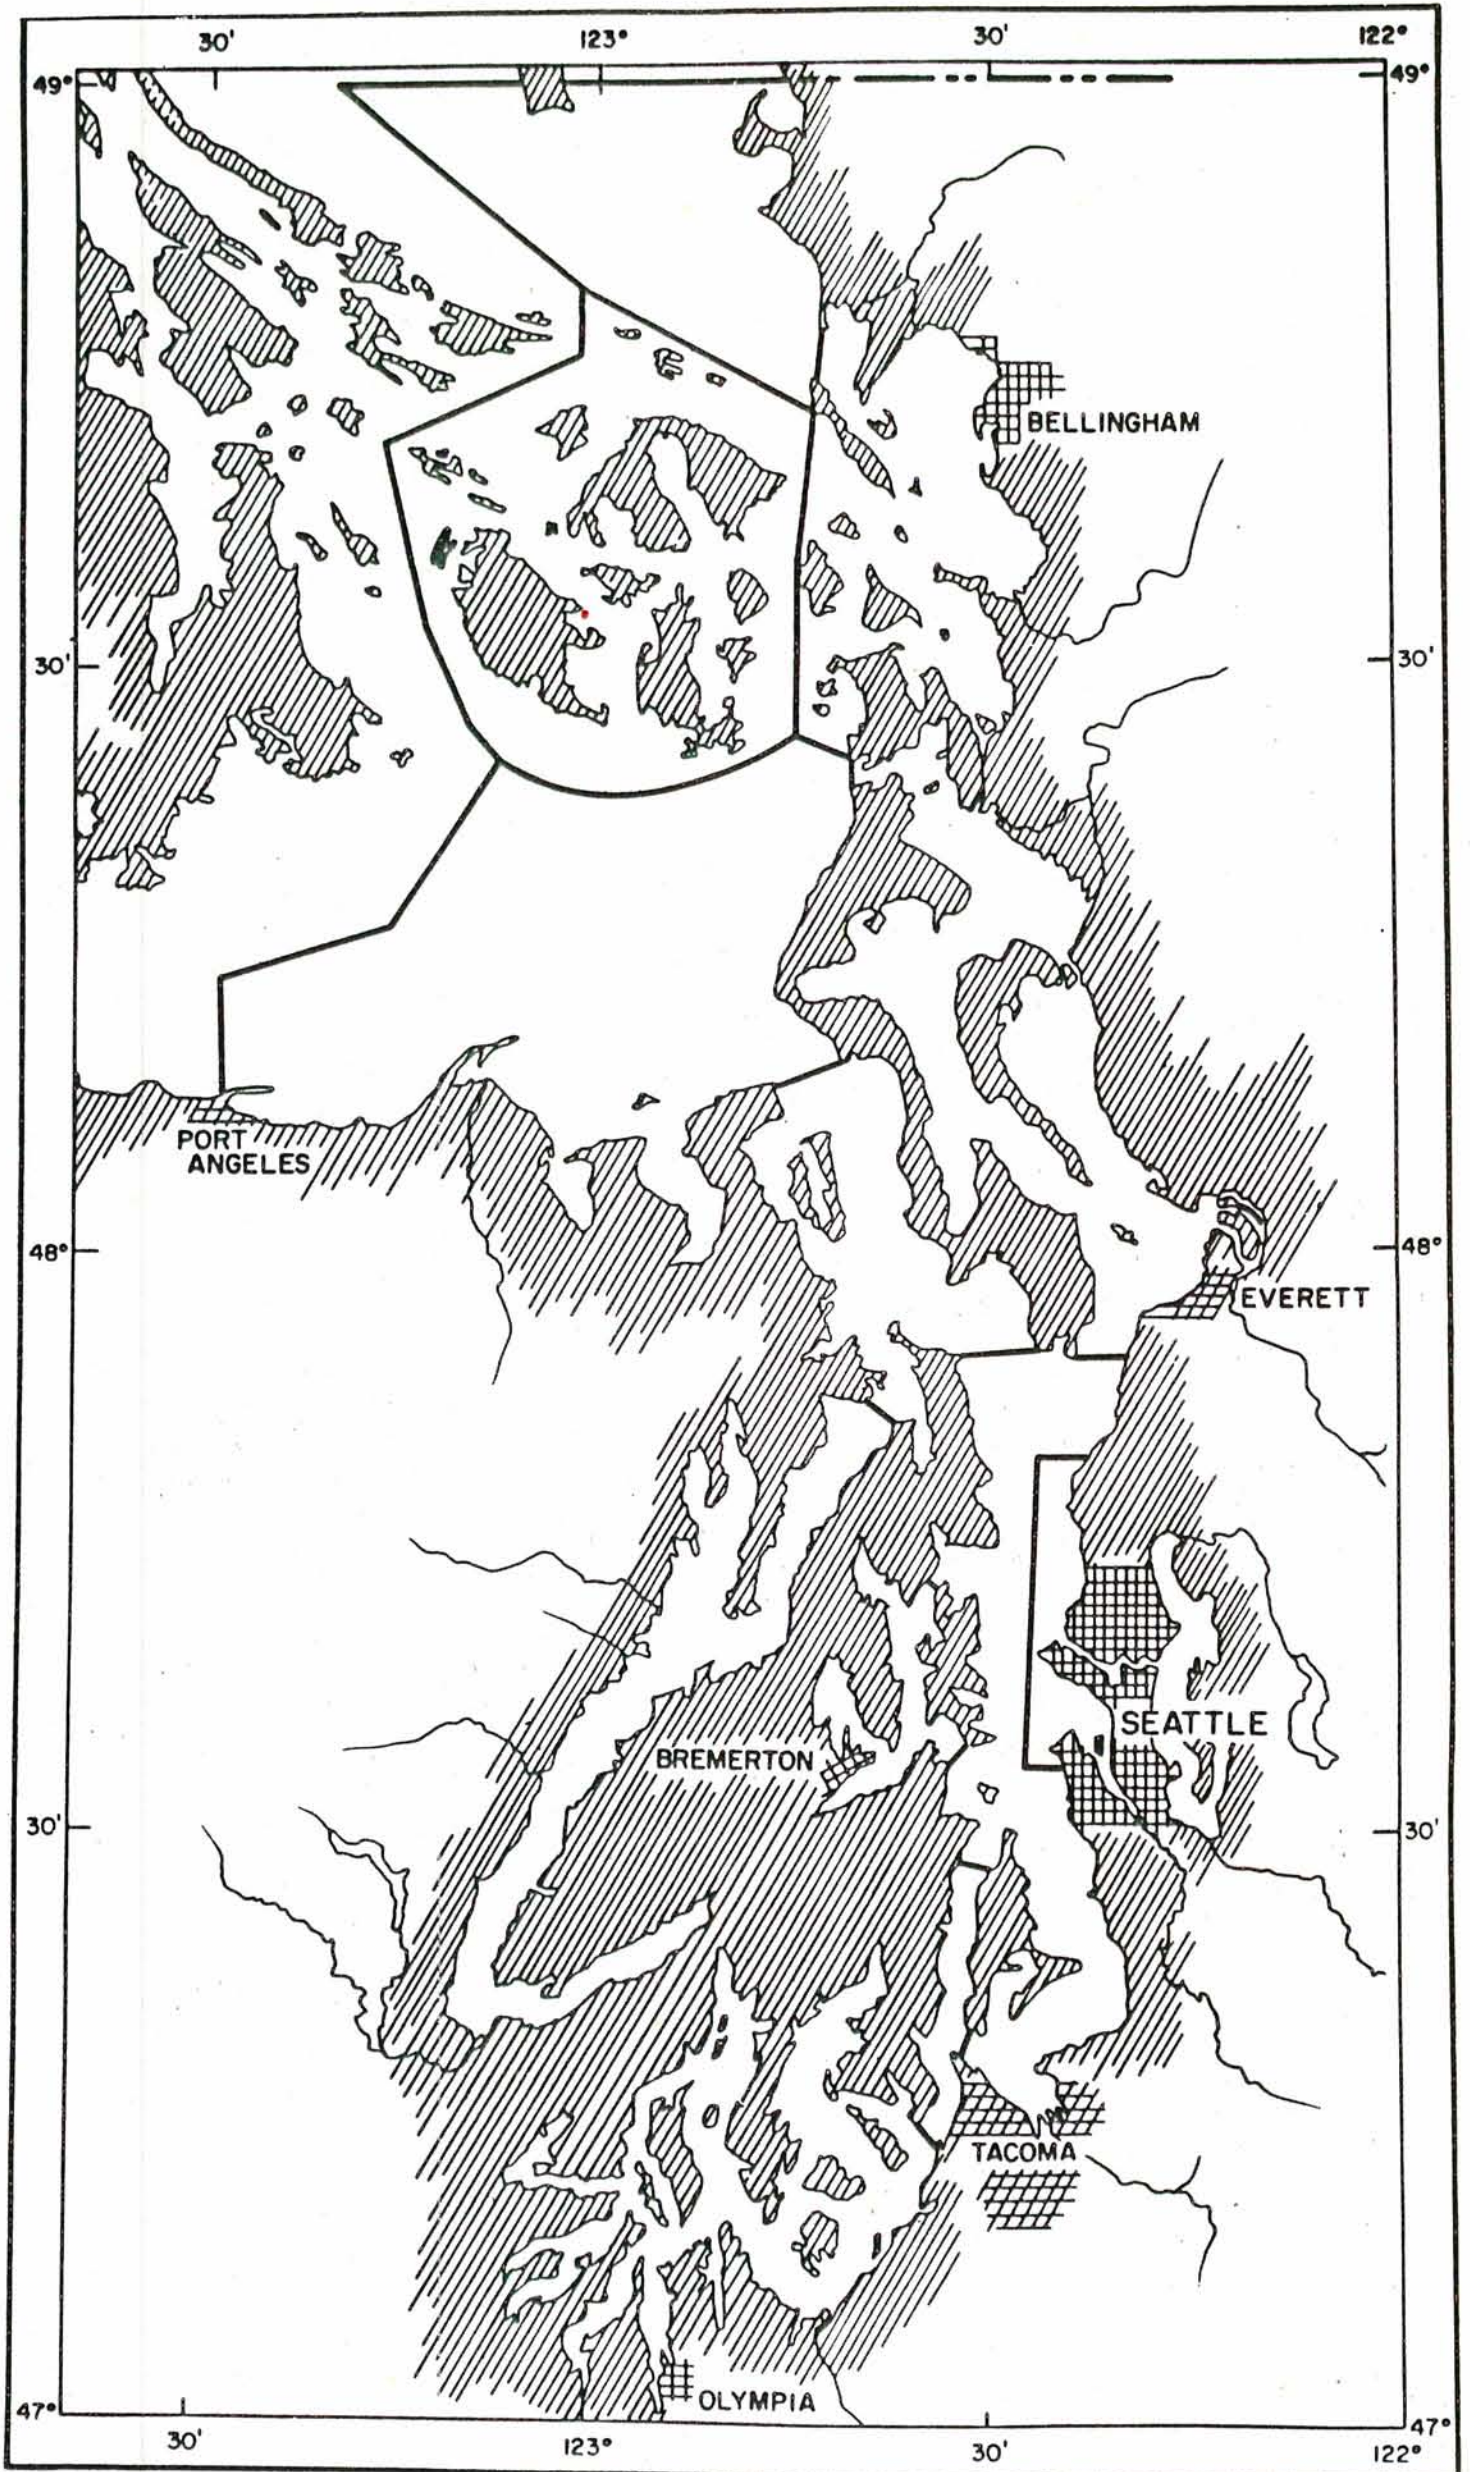 30' 123° 30' 122°
49° 49°
BELLINGHAM
30' 30'
PORT
ANGELES
48° 48°
EVERETT
SEATTLE
BREMERTON
30' 30'
TACOMA
OLYMPIA
47° 47°
30' 123° 30' 122°